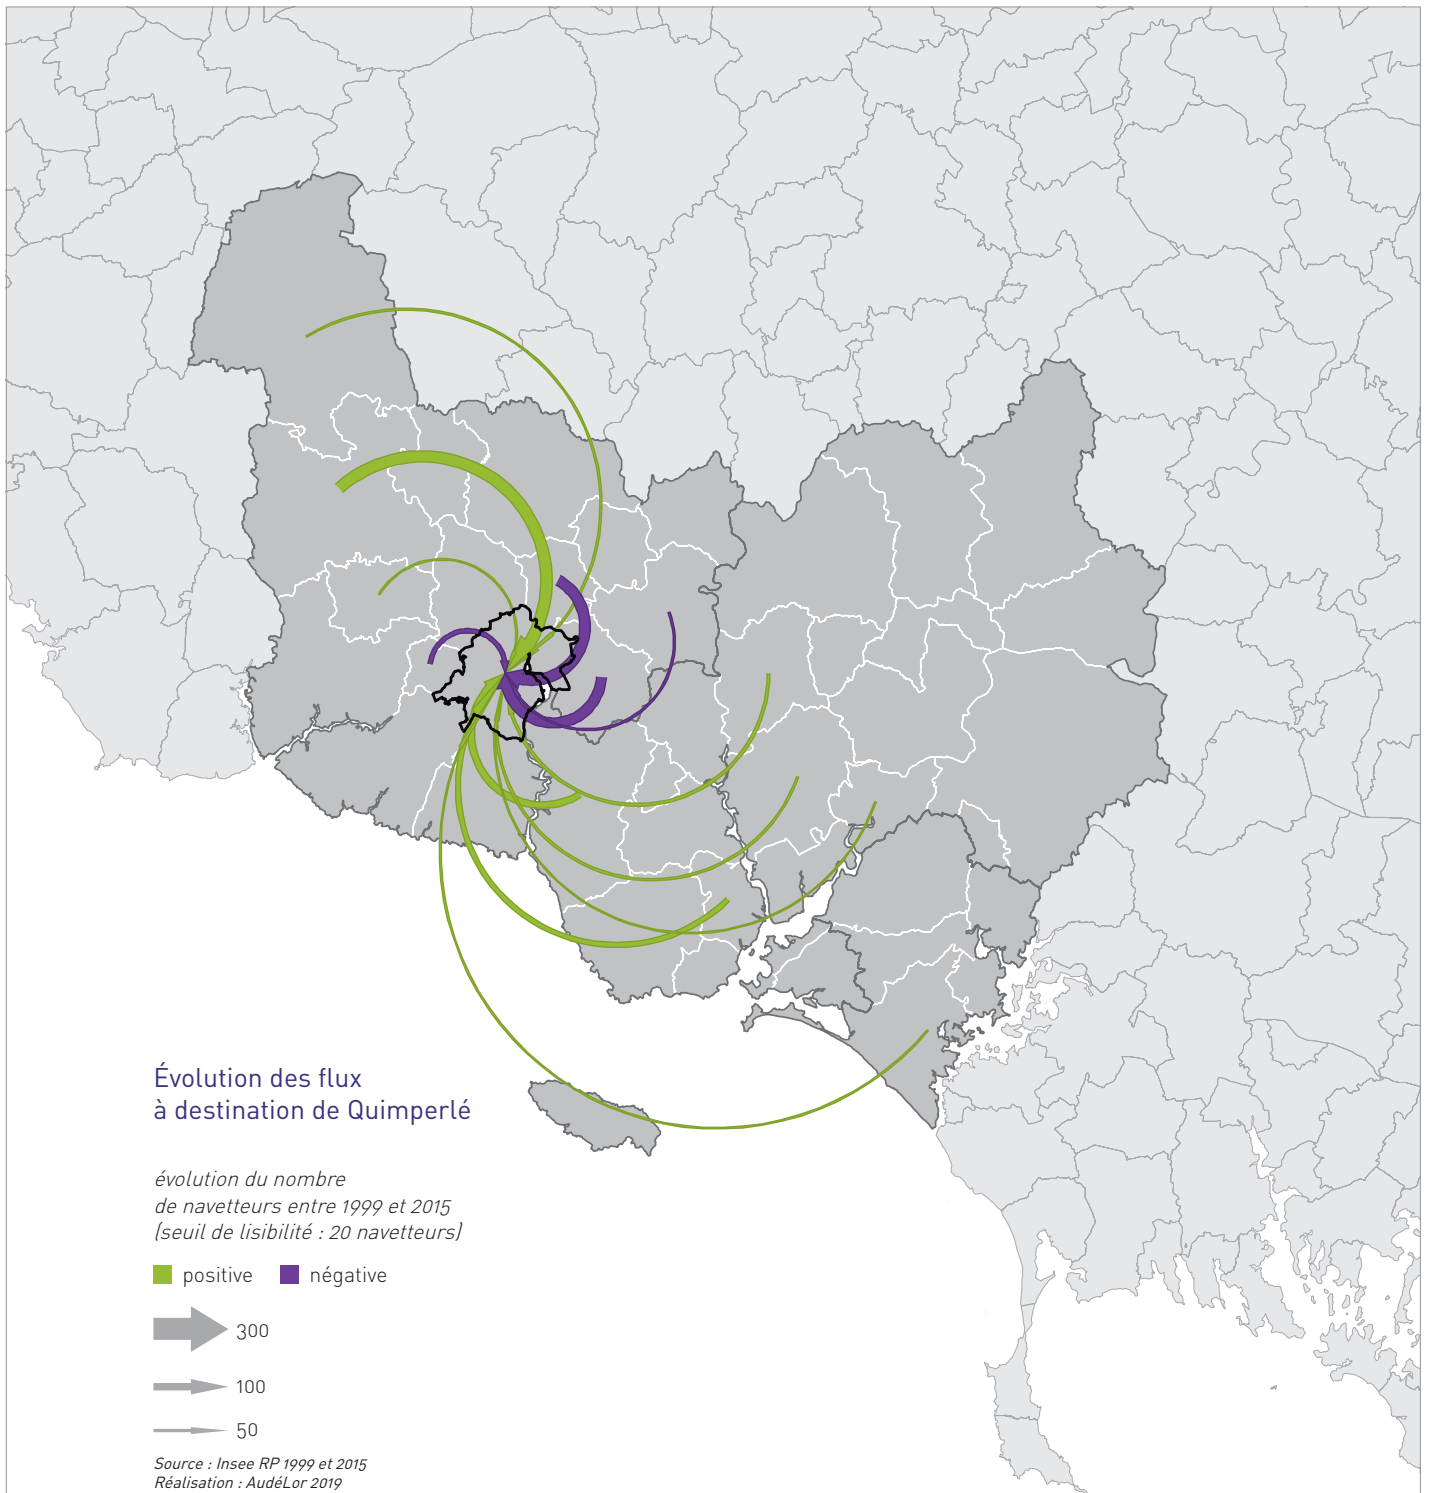 Évolution des flux
à destination de Quimperlé
évolution du nombre
de navetteurs entre 1999 et 2015
(seuil de lisibilité : 20 navetteurs)
positive négative
300
100
50
Source : Insee RP 1999 et 2015
Réalisation : AudéLor 2019